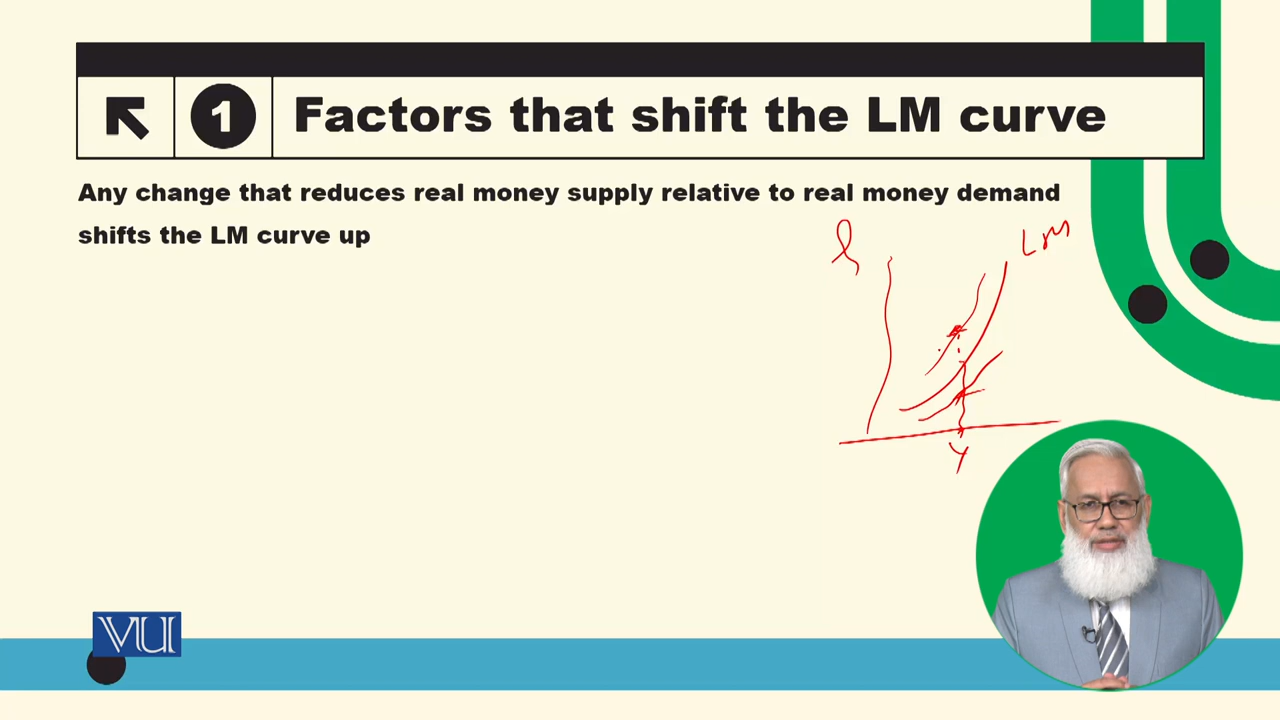 1 Factors that shift the LM curve
Any change that reduces real money supply relative to real money demand
shifts the LM curve up
LM
Y
VU